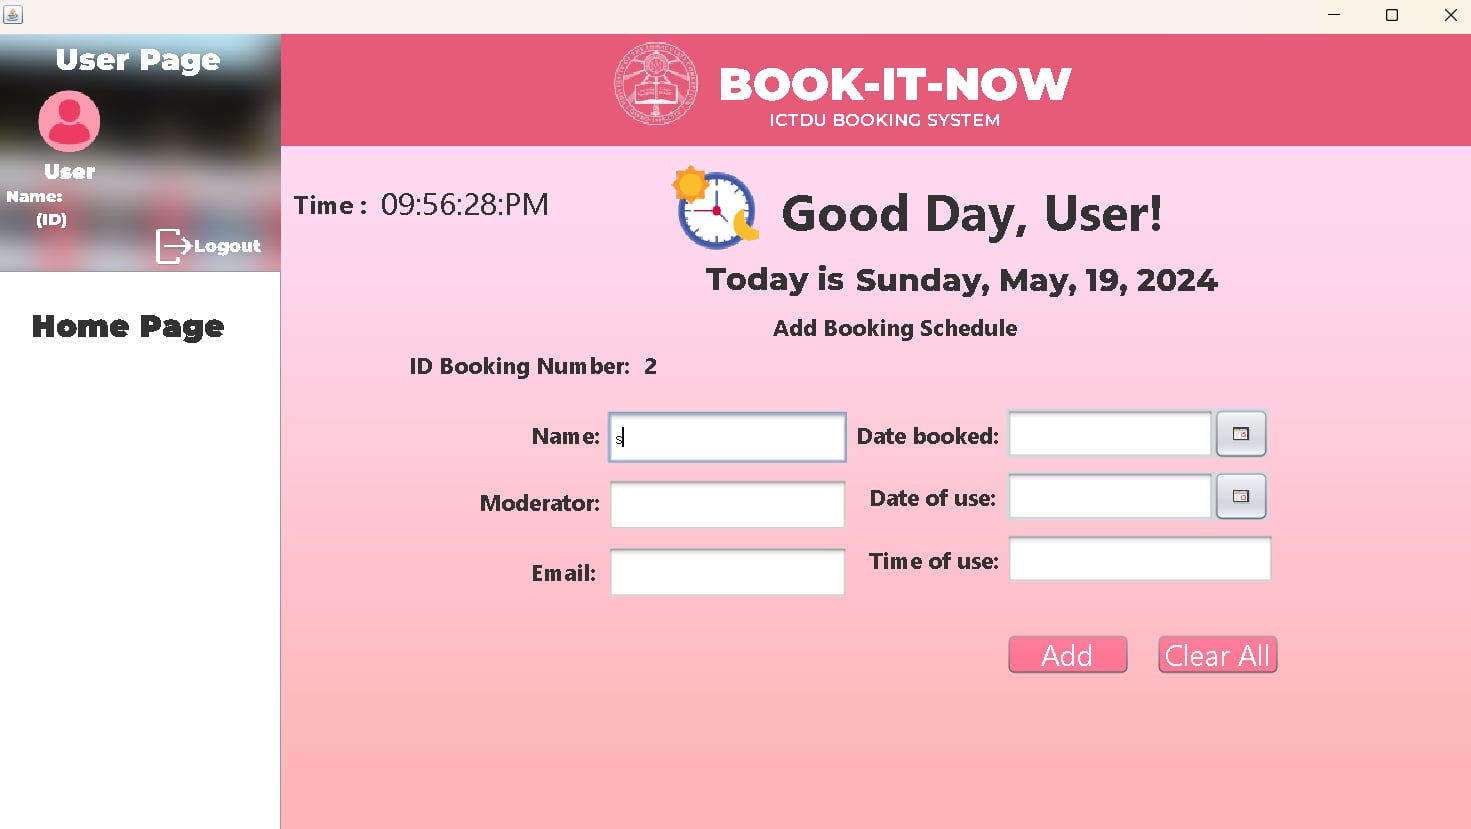 User Page
User
Name:
(ID)
Logout
Home Page
BOOK-IT-NOW
ICTDU BOOKING SYSTEM
Time : 09:56:28:PM
Good Day, User!
Today is Sunday, May, 19, 2024
Add Booking Schedule
ID Booking Number: 2
Name: s
Date booked:
Moderator:
Date of use:
Email:
Time of use:
Add
Clear All